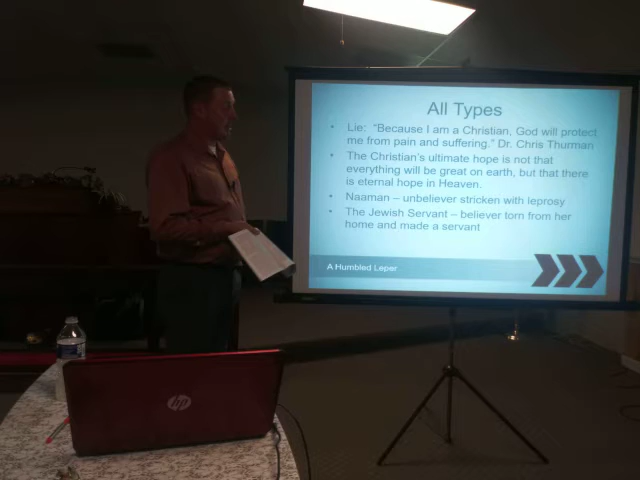 All Types
• Lie: "Because I am a Christian, God will protect
me from pain and suffering." Dr. Chris Thurman
• The Christian's ultimate hope is not that
everything will be great on earth, but that there
is eternal hope in Heaven.
• Naaman – unbeliever stricken with leprosy
• The Jewish Servant – believer torn from her
home and made a servant
A Humbled Leper
hp